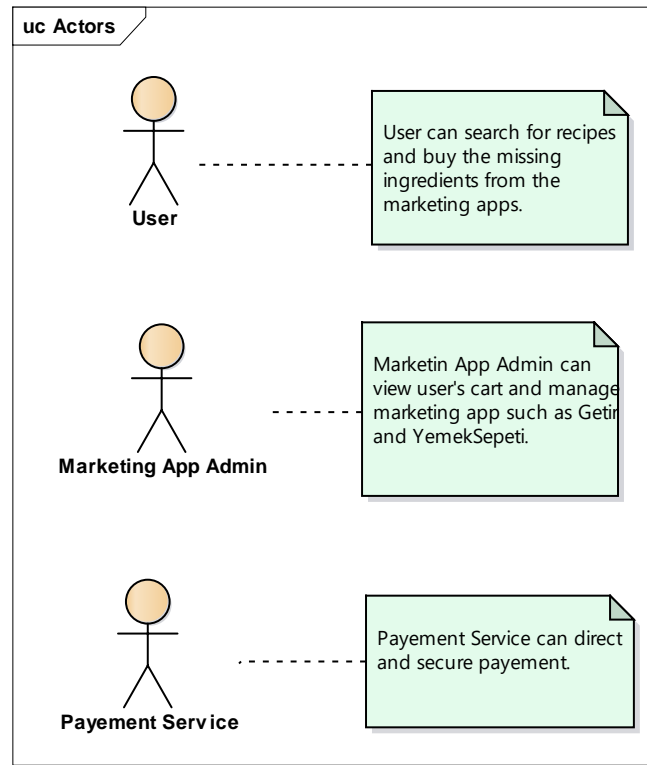 uc Actors
User can search for recipes
and buy the missing
ingredients from the
marketing apps.
User
Marketin App Admin can
view user's cart and manage
marketing app such as Getir
and YemekSepeti.
Marketing App Admin
Payement Service can direct
and secure payement.
Payement Service